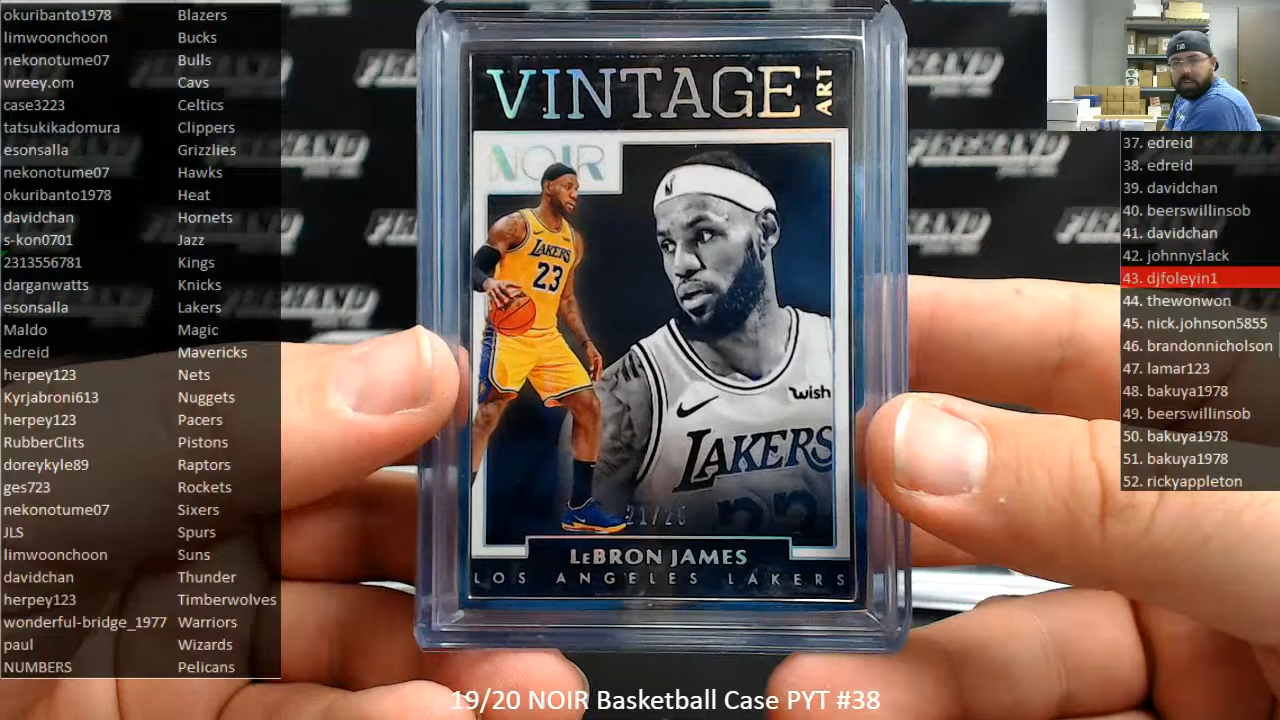 okuribanto1978 Blazers
limwoonchoon Bucks
nekonotume07 Bulls
wreey.om Cavs
case3223 Celtics
tatsukikadomura Clippers
esonsalla Grizzlies
nekonotume07 Hawks
okuribanto1978 Heat
davidchan Hornets
s-kon0701 Jazz
2313556781 Kings
darganwatts Knicks
esonsalla Lakers
Maldo Magic
edreid Mavericks
herpey123 Nets
Kyrjabroni613 Nuggets
herpey123 Pacers
RubberClits Pistons
doreykyle89 Raptors
ges723 Rockets
nekonotume07 Sixers
JLS Spurs
limwoonchoon Suns
davidchan Thunder
herpey123 Timberwolves
wonderful-bridge_1977 Warriors
paul Wizards
NUMBERS Pelicans
VINTAGE ART
NOIR
LAKERS
23
wish
LAKERS
LEBRON JAMES
LOS ANGELES LAKERS
37. edreid
38. edreid
39. davidchan
40. beerswillinsob
41. davidchan
42. johnnyslack
43. djfoleyin1
44. thewonwon
45. nick.johnson5855
46. brandonnicholson
47. lamar123
48. bakuya1978
49. beerswillinsob
50. bakuya1978
51. bakuya1978
52. rickyappleton
19/20 NOIR Basketball Case PYT #38